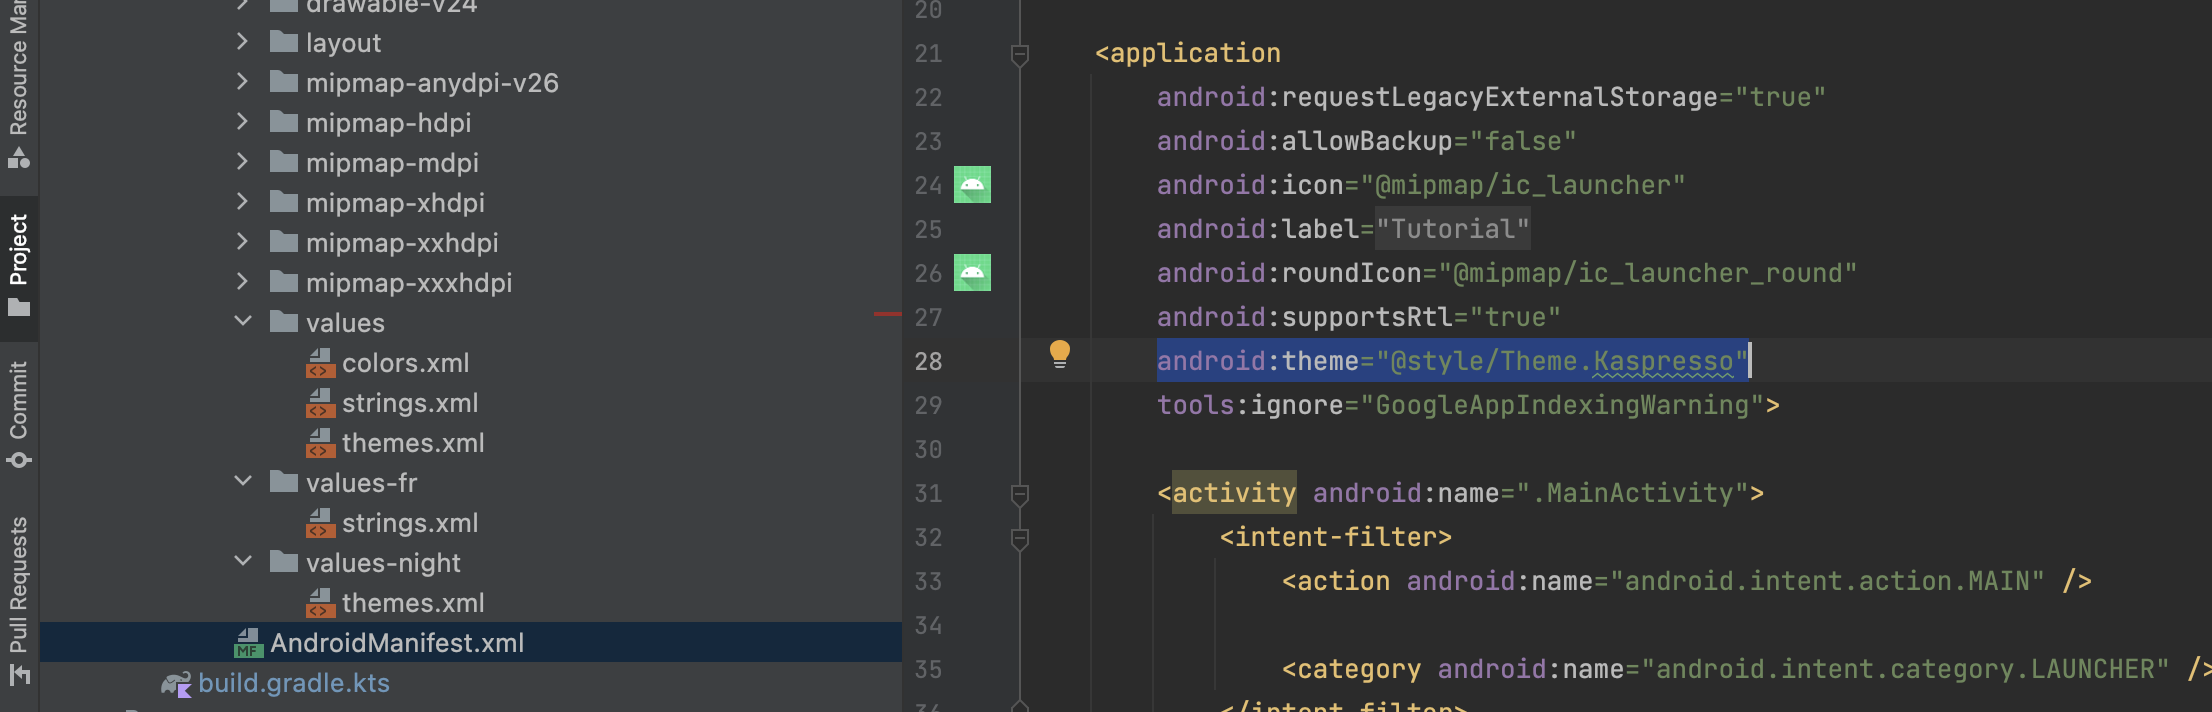 Resource Mar
Project
Commit
Pull Requests
drawable-v24
layout
mipmap-anydpi-v26
mipmap-hdpi
mipmap-mdpi
mipmap-xhdpi
mipmap-xxhdpi
mipmap-xxxhdpi
values
colors.xml
strings.xml
themes.xml
values-fr
strings.xml
values-night
themes.xml
MF AndroidManifest.xml
build.gradle.kts
20
21 <application
22 android:requestLegacyExternalStorage="true"
23 android:allowBackup="false"
24 android:icon="@mipmap/ic_launcher"
25 android:label="Tutorial"
26 android:roundIcon="@mipmap/ic_launcher_round"
27 android:supportsRtl="true"
28 android:theme="@style/Theme.Kaspresso"
29 tools:ignore="GoogleAppIndexingWarning">
30
31 <activity android:name=".MainActivity">
32 <intent-filter>
33 <action android:name="android.intent.action.MAIN" />
34
35 <category android:name="android.intent.category.LAUNCHER" />
36 </intent-filter>